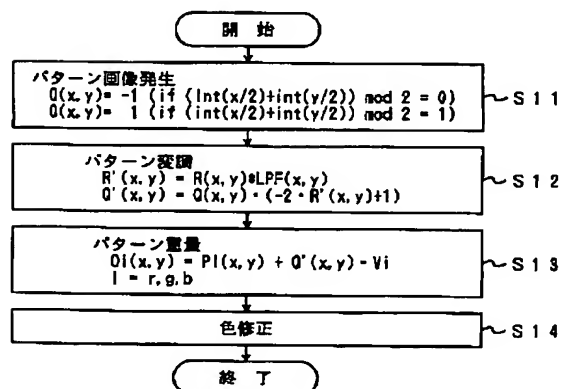 開始
パターン画像発生
Q(x,y)= -1 (if (int(x/2)+int(y/2)) mod 2 = 0)
Q(x,y)= 1 (if (int(x/2)+int(y/2)) mod 2 = 1)
~S11
パターン変調
R'(x,y) = R(x,y)*LPF(x,y)
Q'(x,y) = Q(x,y)・(-2・R'(x,y)+1)
~S12
パターン重畳
Oi(x,y) = Pi(x,y) + Q'(x,y)・Vi
i = r,g,b
~S13
色修正
~S14
終了